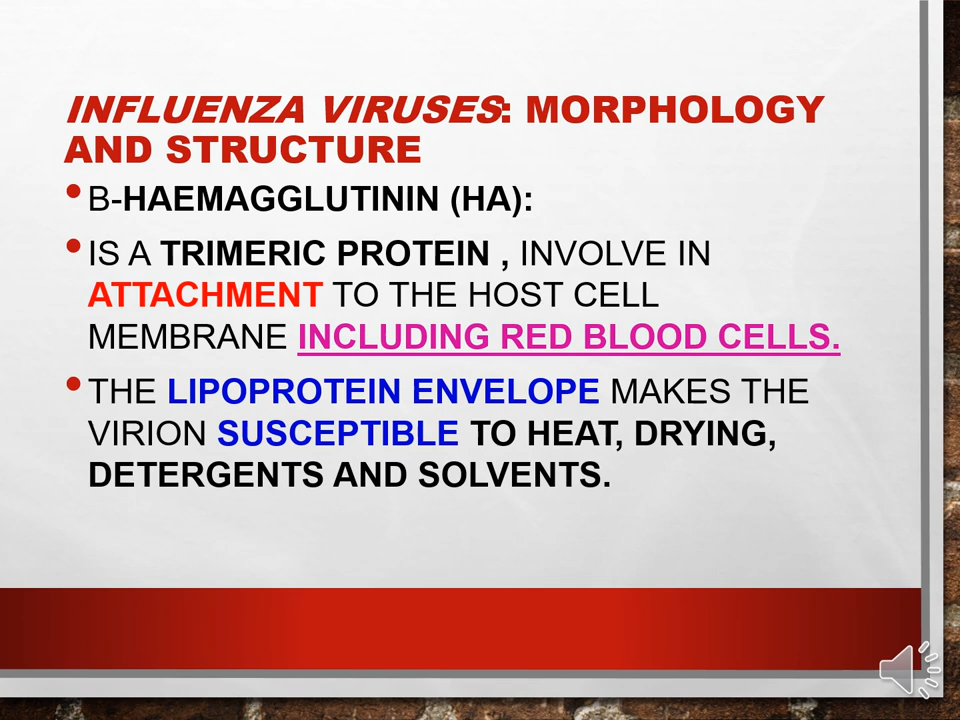 INFLUENZA VIRUSES: MORPHOLOGY
AND STRUCTURE
• B-HAEMAGGLUTININ (HA):
• IS A TRIMERIC PROTEIN , INVOLVE IN
ATTACHMENT TO THE HOST CELL
MEMBRANE INCLUDING RED BLOOD CELLS.
• THE LIPOPROTEIN ENVELOPE MAKES THE
VIRION SUSCEPTIBLE TO HEAT, DRYING,
DETERGENTS AND SOLVENTS.